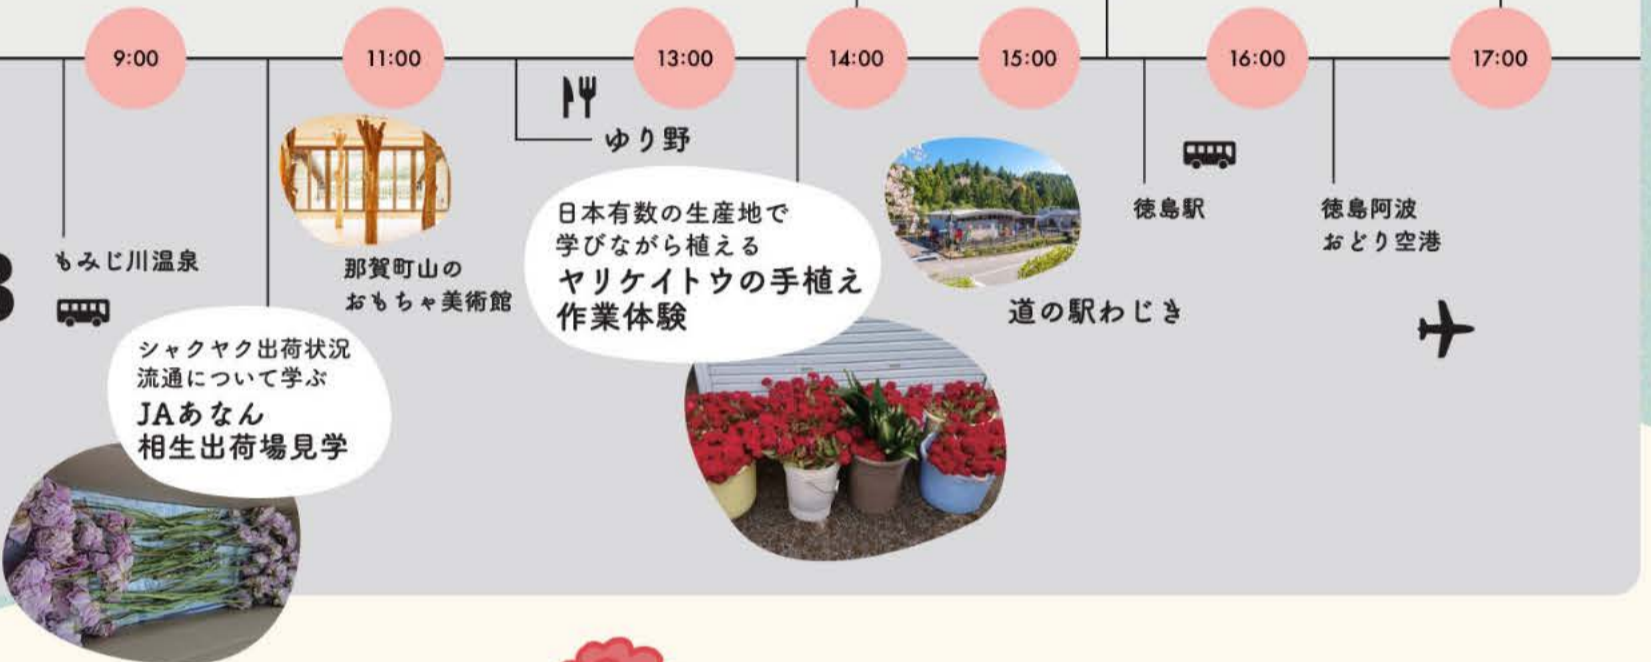 9:00
11:00
13:00
14:00
15:00
16:00
17:00
もみじ川温泉
シャクヤク出荷状況
流通について学ぶ
JAあなん
相生出荷場見学
那賀町山の
おもちゃ美術館
ゆり野
日本有数の生産地で
学びながら植える
ヤリケイトウの手植え
作業体験
道の駅わじき
徳島駅
徳島阿波
おどり空港